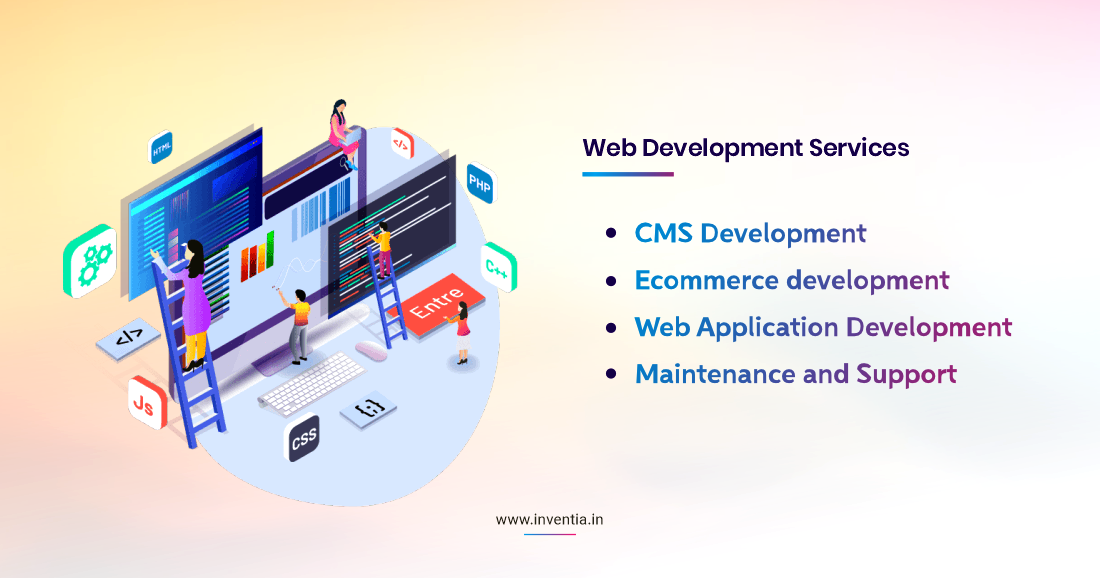 HTML
</>
PHP
C++
Entre
</>
Js
{;}
CSS
Web Development Services
• CMS Development
• Ecommerce development
• Web Application Development
• Maintenance and Support
www.inventia.in